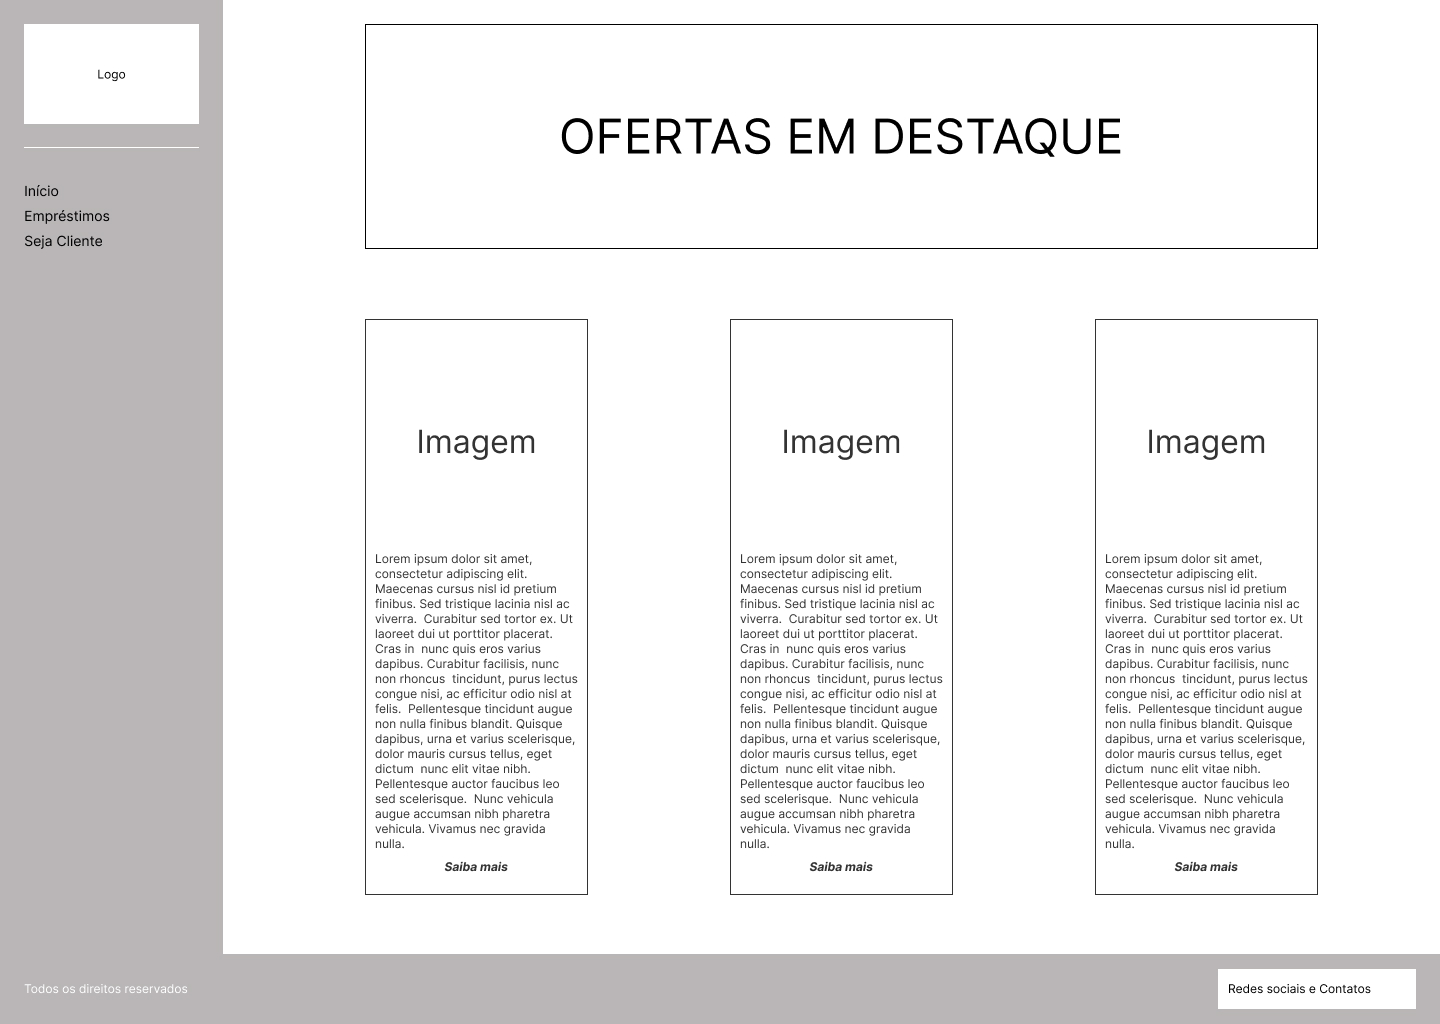 Logo
Início
Empréstimos
Seja Cliente
OFERTAS EM DESTAQUE
Imagem
Lorem ipsum dolor sit amet,
consectetur adipiscing elit.
Maecenas cursus nisl id pretium
finibus. Sed tristique lacinia nisl ac
viverra.  Curabitur sed tortor ex. Ut
laoreet dui ut porttitor placerat.
Cras in  nunc quis eros varius
dapibus. Curabitur facilisis, nunc
non rhoncus  tincidunt, purus lectus
congue nisi, ac efficitur odio nisl at
felis.  Pellentesque tincidunt augue
non nulla finibus blandit. Quisque
dapibus, urna et varius scelerisque,
dolor mauris cursus tellus, eget
dictum  nunc elit vitae nibh.
Pellentesque auctor faucibus leo
sed scelerisque.  Nunc vehicula
augue accumsan nibh pharetra
vehicula. Vivamus nec gravida
nulla.
Saiba mais
Imagem
Lorem ipsum dolor sit amet,
consectetur adipiscing elit.
Maecenas cursus nisl id pretium
finibus. Sed tristique lacinia nisl ac
viverra.  Curabitur sed tortor ex. Ut
laoreet dui ut porttitor placerat.
Cras in  nunc quis eros varius
dapibus. Curabitur facilisis, nunc
non rhoncus  tincidunt, purus lectus
congue nisi, ac efficitur odio nisl at
felis.  Pellentesque tincidunt augue
non nulla finibus blandit. Quisque
dapibus, urna et varius scelerisque,
dolor mauris cursus tellus, eget
dictum  nunc elit vitae nibh.
Pellentesque auctor faucibus leo
sed scelerisque.  Nunc vehicula
augue accumsan nibh pharetra
vehicula. Vivamus nec gravida
nulla.
Saiba mais
Imagem
Lorem ipsum dolor sit amet,
consectetur adipiscing elit.
Maecenas cursus nisl id pretium
finibus. Sed tristique lacinia nisl ac
viverra.  Curabitur sed tortor ex. Ut
laoreet dui ut porttitor placerat.
Cras in  nunc quis eros varius
dapibus. Curabitur facilisis, nunc
non rhoncus  tincidunt, purus lectus
congue nisi, ac efficitur odio nisl at
felis.  Pellentesque tincidunt augue
non nulla finibus blandit. Quisque
dapibus, urna et varius scelerisque,
dolor mauris cursus tellus, eget
dictum  nunc elit vitae nibh.
Pellentesque auctor faucibus leo
sed scelerisque.  Nunc vehicula
augue accumsan nibh pharetra
vehicula. Vivamus nec gravida
nulla.
Saiba mais
Todos os direitos reservados
Redes sociais e Contatos